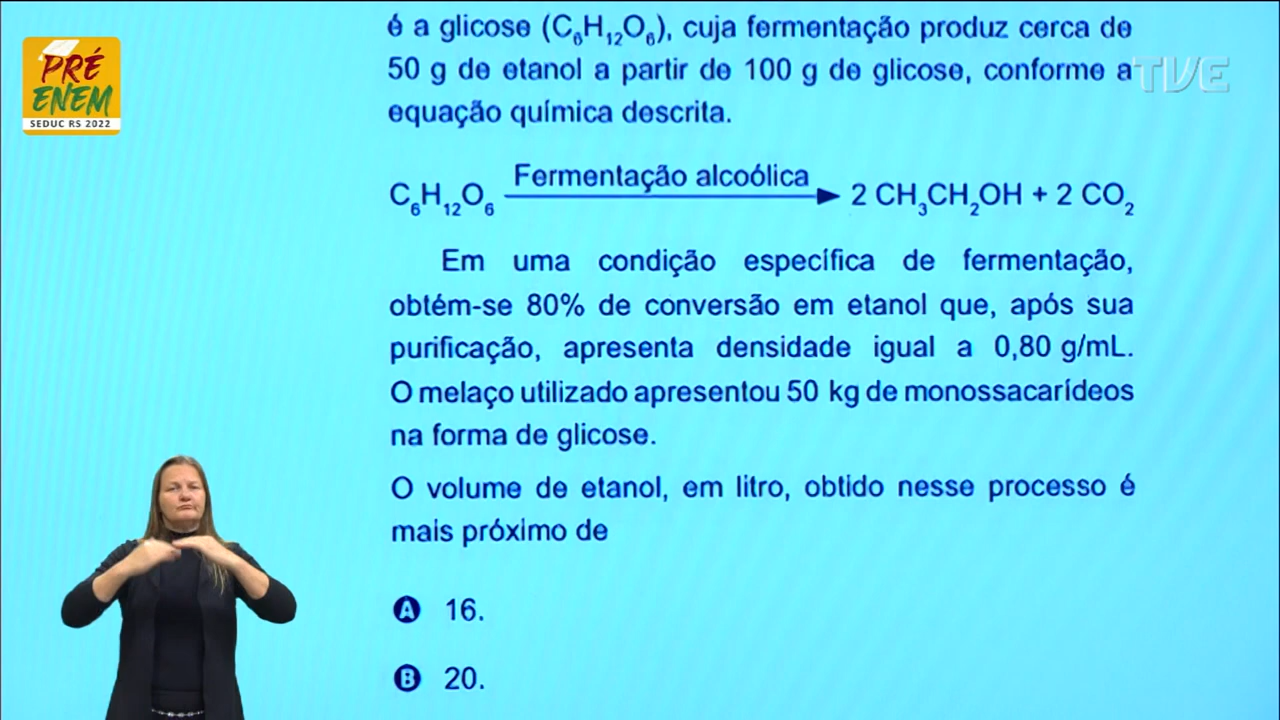 PRÉ
ENEM
SEDUC RS 2022
TVE
é a glicose (C₆H₁₂O₆), cuja fermentação produz cerca de
50 g de etanol a partir de 100 g de glicose, conforme a
equação química descrita.
C₆H₁₂O₆ Fermentação alcoólica 2 CH₃CH₂OH + 2 CO₂
Em uma condição específica de fermentação,
obtém-se 80% de conversão em etanol que, após sua
purificação, apresenta densidade igual a 0,80 g/mL.
O melaço utilizado apresentou 50 kg de monossacarídeos
na forma de glicose.
O volume de etanol, em litro, obtido nesse processo é
mais próximo de
A 16.
B 20.